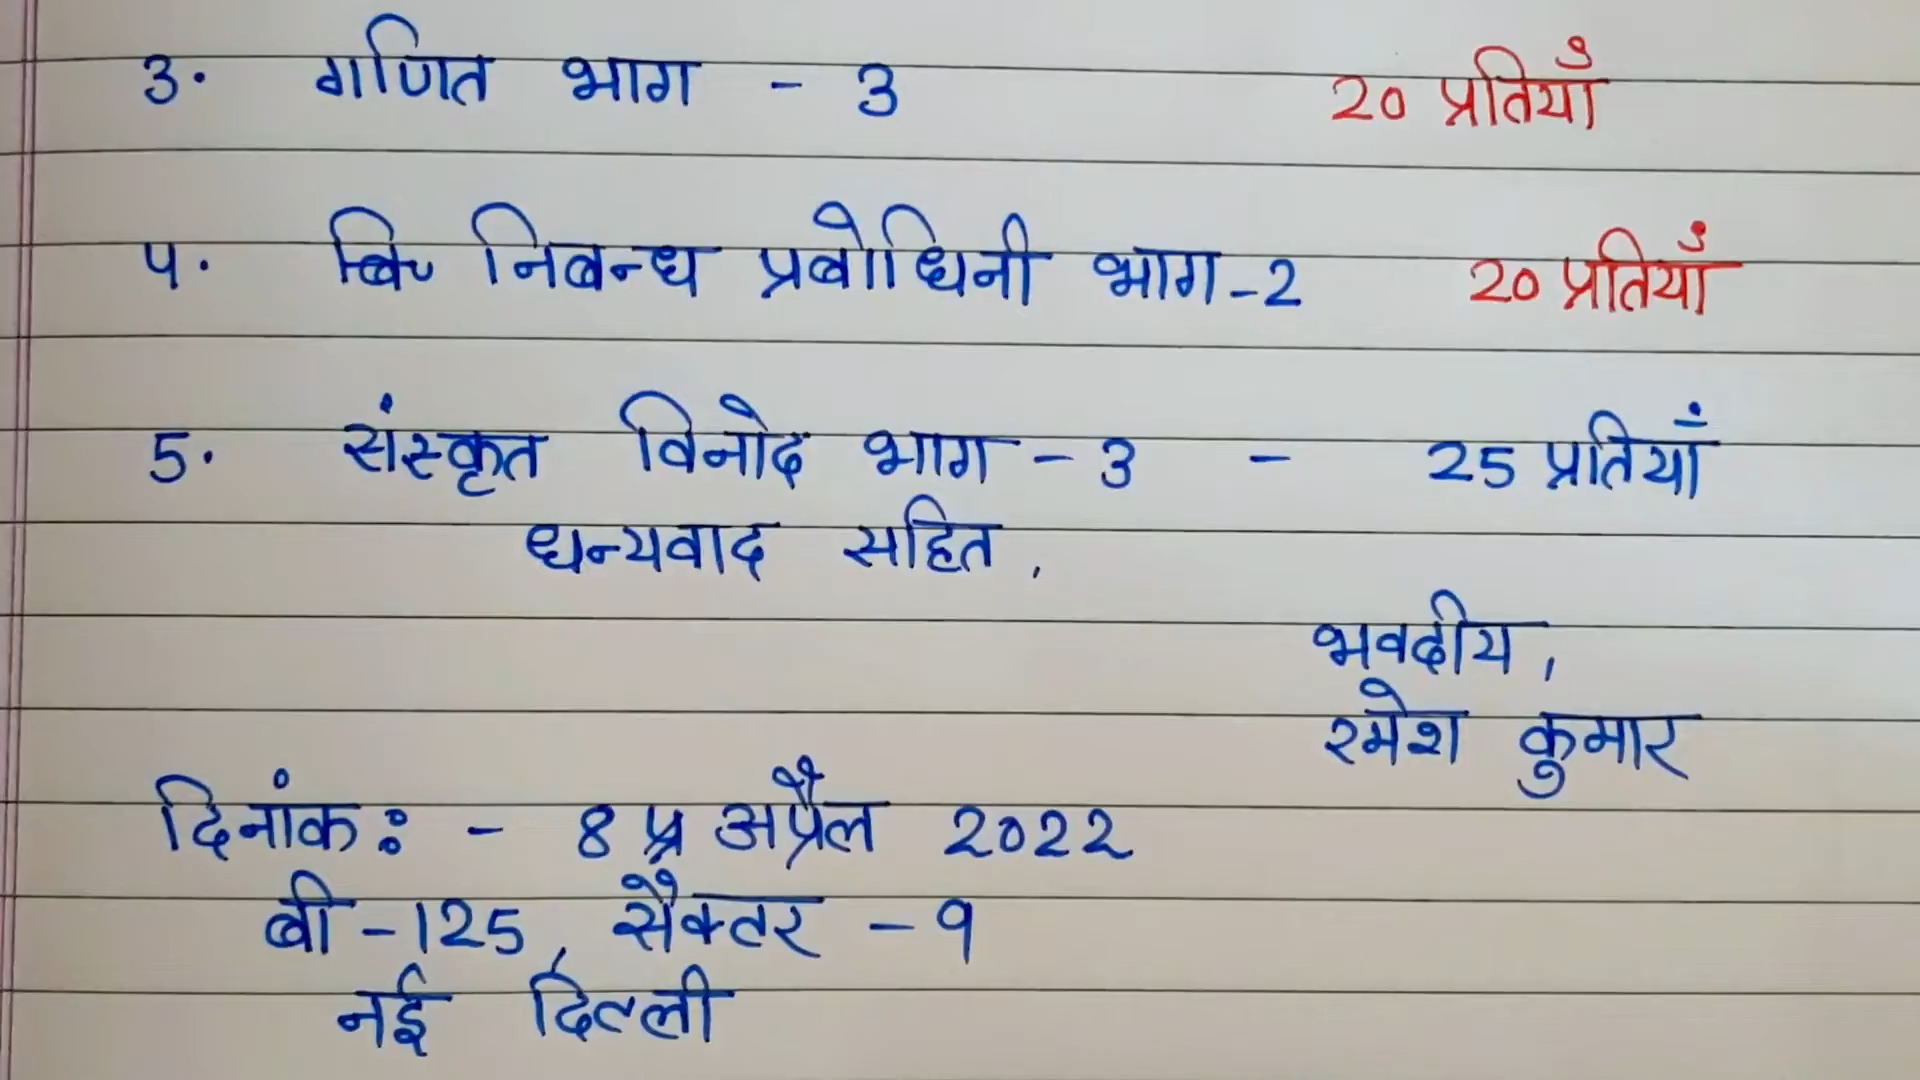 3. गणित भाग - 3 20 प्रतियाँ
4. निबन्ध प्रबोधिनी भाग-2 20 प्रतियाँ
5. संस्कृत विनोद भाग - 3 - 25 प्रतियाँ
धन्यवाद सहित,
भवदीय,
रमेश कुमार
दिनांक: - 8 अप्रैल 2022
बी -125, सैक्टर - 9
नई दिल्ली